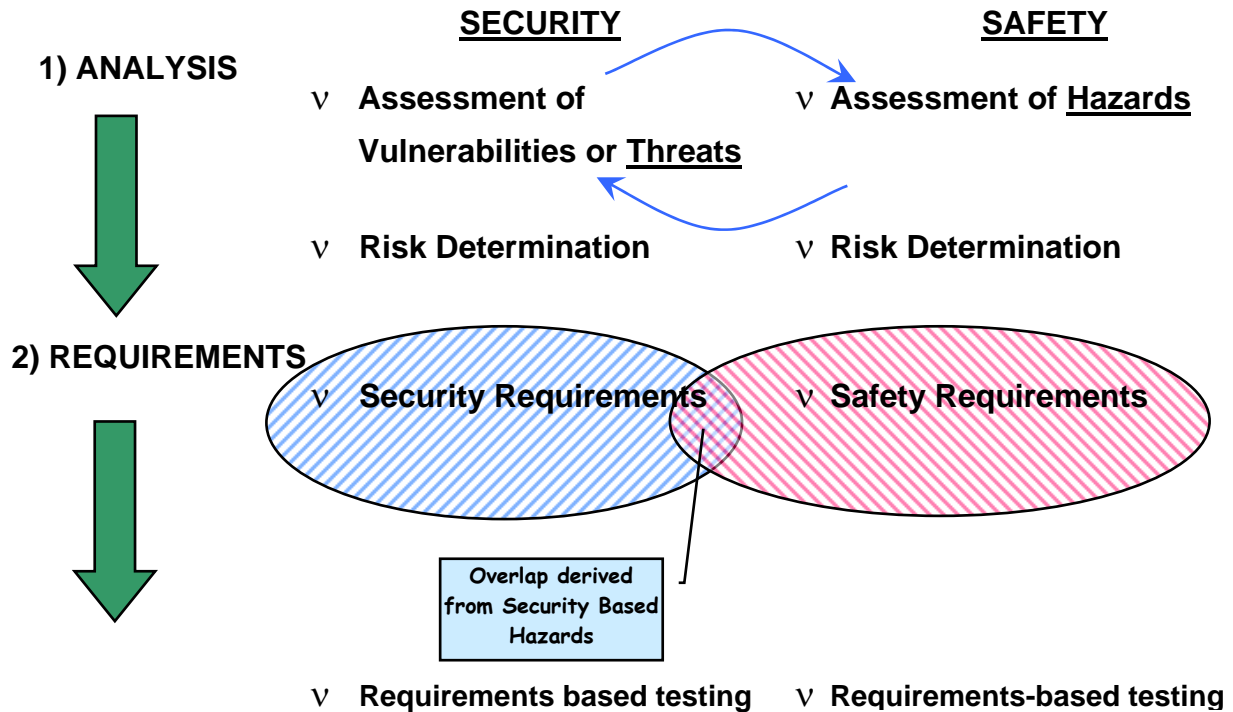 SECURITY SAFETY
1) ANALYSIS
ν Assessment of
Vulnerabilities or Threats
ν Assessment of Hazards
ν Risk Determination ν Risk Determination
2) REQUIREMENTS
ν Security Requirements ν Safety Requirements
Overlap derived
from Security Based
Hazards
ν Requirements based testing ν Requirements-based testing